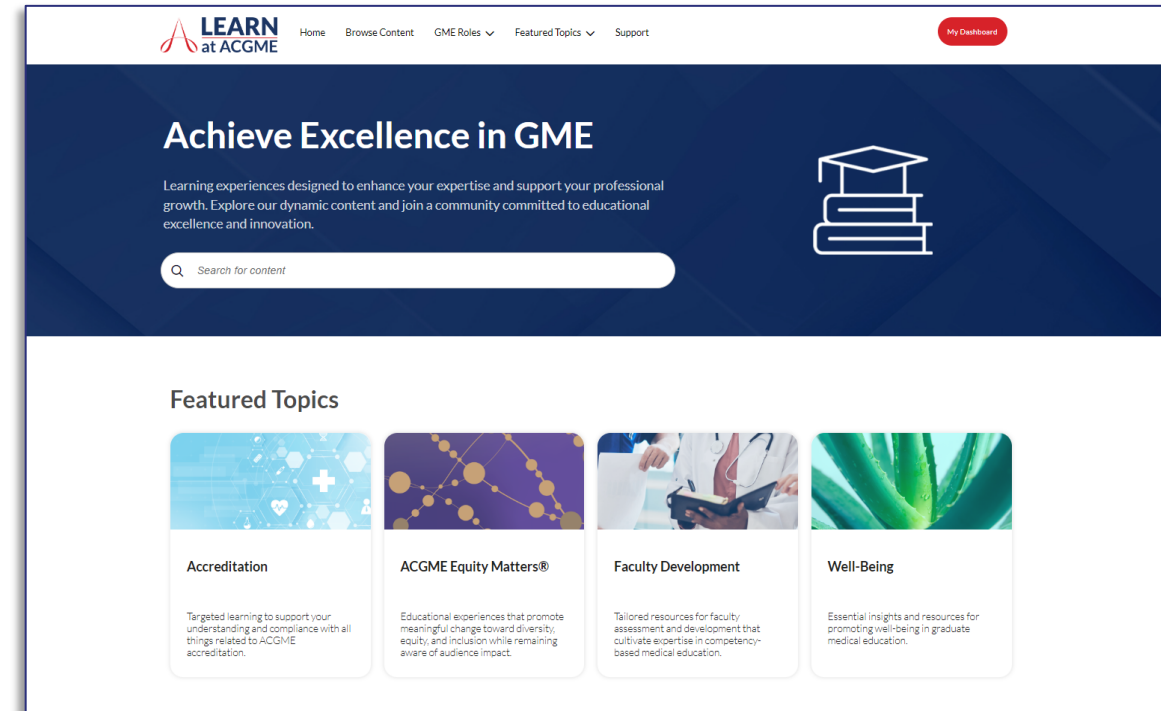 LEARN
at ACGME
Home Browse Content GME Roles Featured Topics Support
My Dashboard
Achieve Excellence in GME
Learning experiences designed to enhance your expertise and support your professional
growth. Explore our dynamic content and join a community committed to educational
excellence and innovation.
Search for content
Featured Topics
Accreditation
Targeted learning to support your
understanding and compliance with all
things related to ACGME
accreditation.
ACGME Equity Matters®
Educational experiences that promote
meaningful change toward diversity,
equity, and inclusion while remaining
aware of audience impact.
Faculty Development
Tailored resources for faculty
assessment and development that
cultivate expertise in competency-
based medical education.
Well-Being
Essential insights and resources for
promoting well-being in graduate
medical education.